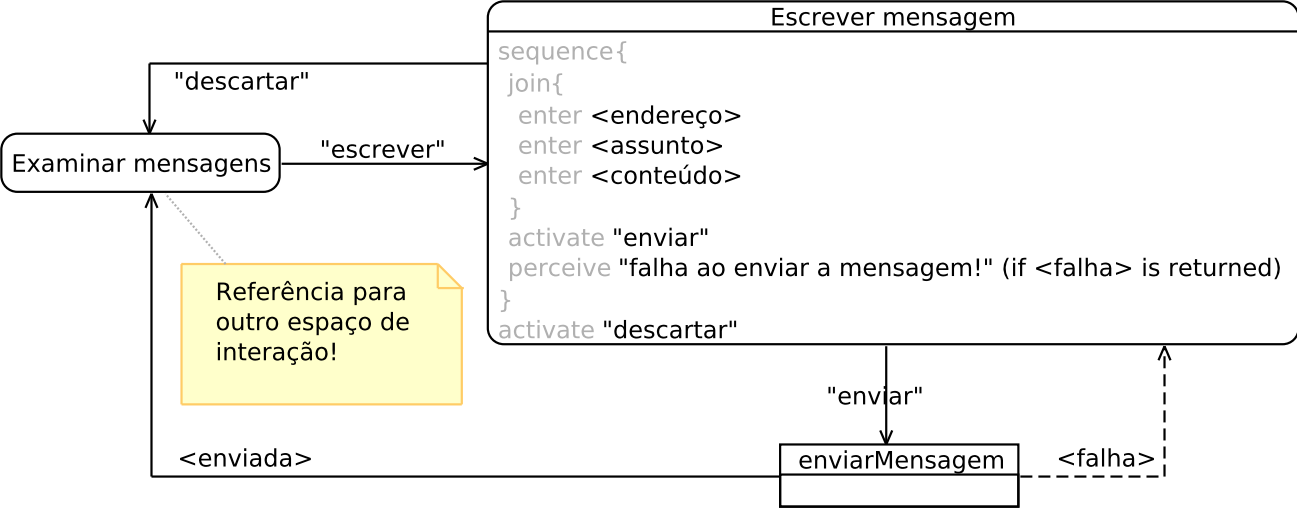 Escrever mensagem
sequence{
join{
enter <endereço>
enter <assunto>
enter <conteúdo>
}
activate "enviar"
perceive "falha ao enviar a mensagem!" (if <falha> is returned)
}
activate "descartar"
"descartar"
Examinar mensagens
"escrever"
Referência para
outro espaço de
interação!
"enviar"
<enviada>
enviarMensagem
<falha>